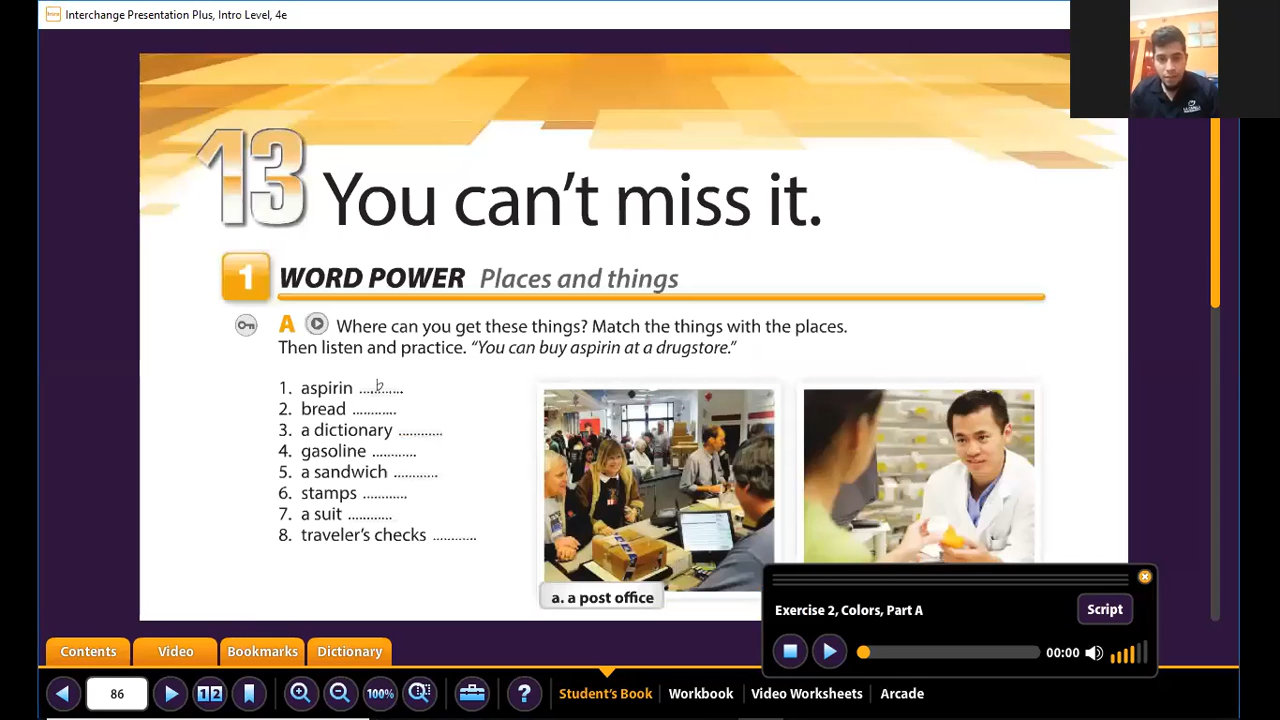 Interchange Presentation Plus, Intro Level, 4e
13 You can't miss it.
1 WORD POWER Places and things
A Where can you get these things? Match the things with the places.
Then listen and practice. "You can buy aspirin at a drugstore."
1. aspirin .....b........
2. bread ...........
3. a dictionary ...........
4. gasoline ...........
5. a sandwich ...........
6. stamps ...........
7. a suit ...........
8. traveler's checks ...........
a. a post office
Exercise 2, Colors, Part A
Script
00:00
Contents Video Bookmarks Dictionary
86 1 2 100% ? Student's Book Workbook Video Worksheets Arcade